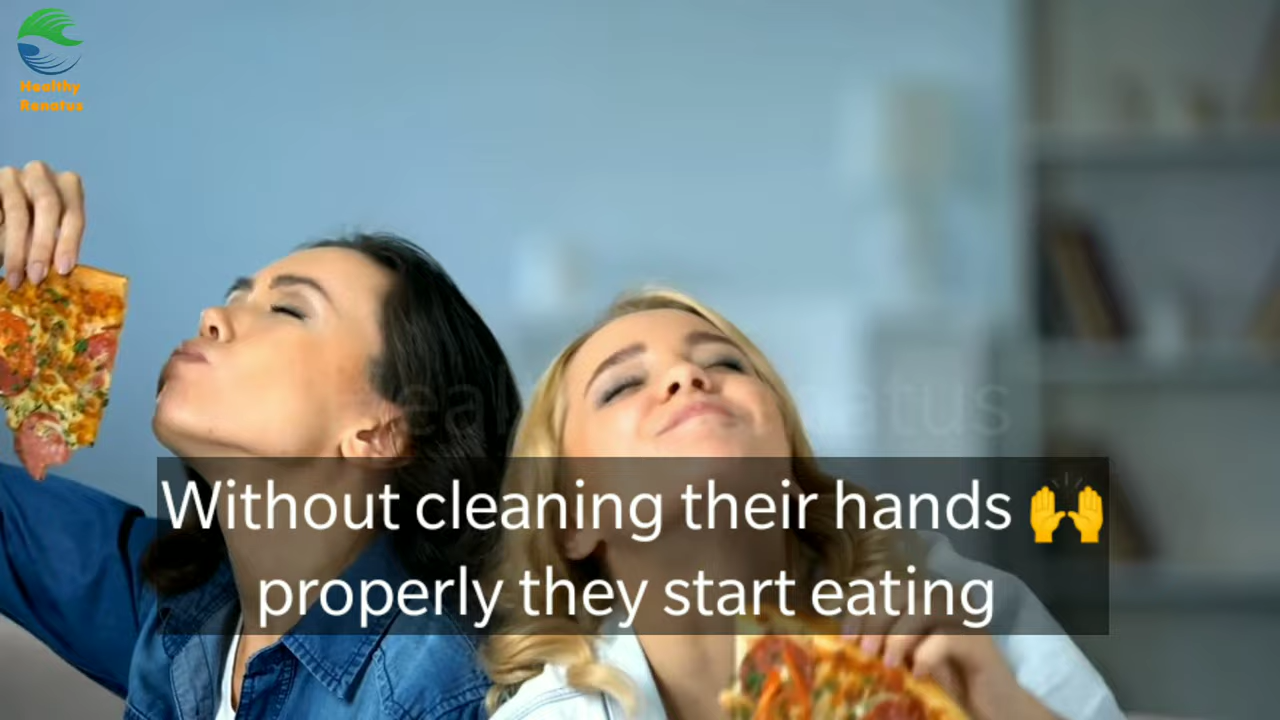 Healthy
Renatus
Without cleaning their hands 🙌
properly they start eating